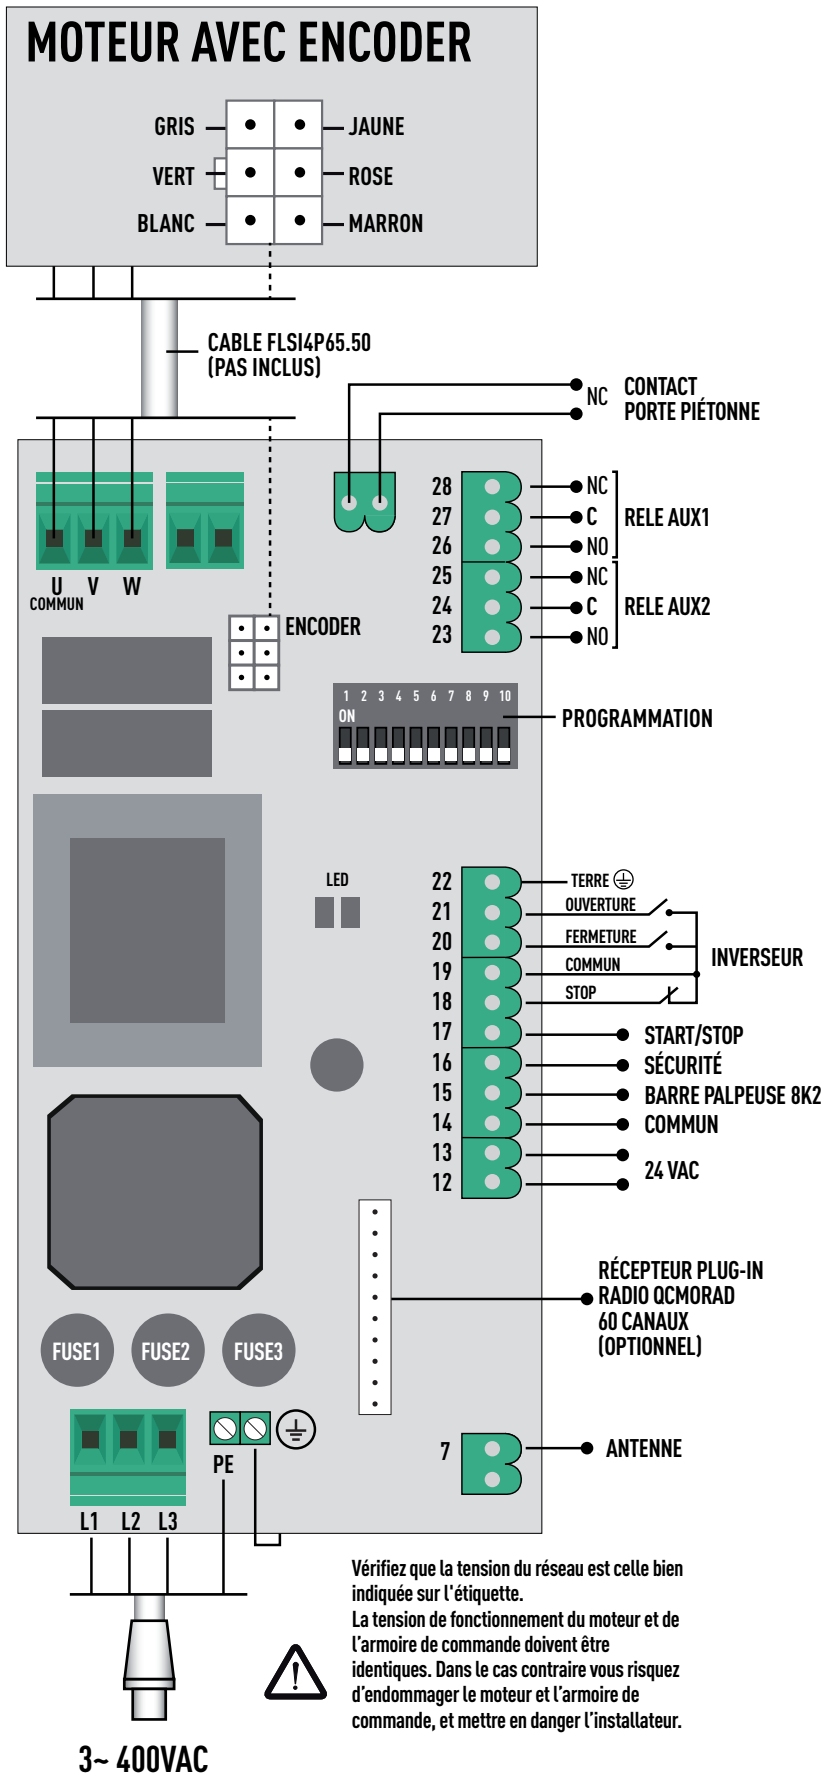 MOTEUR AVEC ENCODER
GRIS
JAUNE
VERT
ROSE
BLANC
MARRON
CABLE FLSI4P65.50
(PAS INCLUS)
NC
CONTACT
PORTE PIÉTONNE
28
NC
27
C
RELE AUX1
26
NO
25
NC
24
C
RELE AUX2
23
NO
U
V
W
COMMUN
ENCODER
1 2 3 4 5 6 7 8 9 10
ON
PROGRAMMATION
LED
22
TERRE
21
OUVERTURE
20
FERMETURE
19
COMMUN
INVERSEUR
18
STOP
17
START/STOP
16
SÉCURITÉ
15
BARRE PALPEUSE 8K2
14
COMMUN
13
24 VAC
12
RÉCEPTEUR PLUG-IN
RADIO QCMORAD
60 CANAUX
(OPTIONNEL)
FUSE1
FUSE2
FUSE3
PE
7
ANTENNE
L1
L2
L3
Vérifiez que la tension du réseau est celle bien
indiquée sur l'étiquette.
La tension de fonctionnement du moteur et de
l’armoire de commande doivent être
identiques. Dans le cas contraire vous risquez
d’endommager le moteur et l’armoire de
commande, et mettre en danger l’installateur.
3~ 400VAC